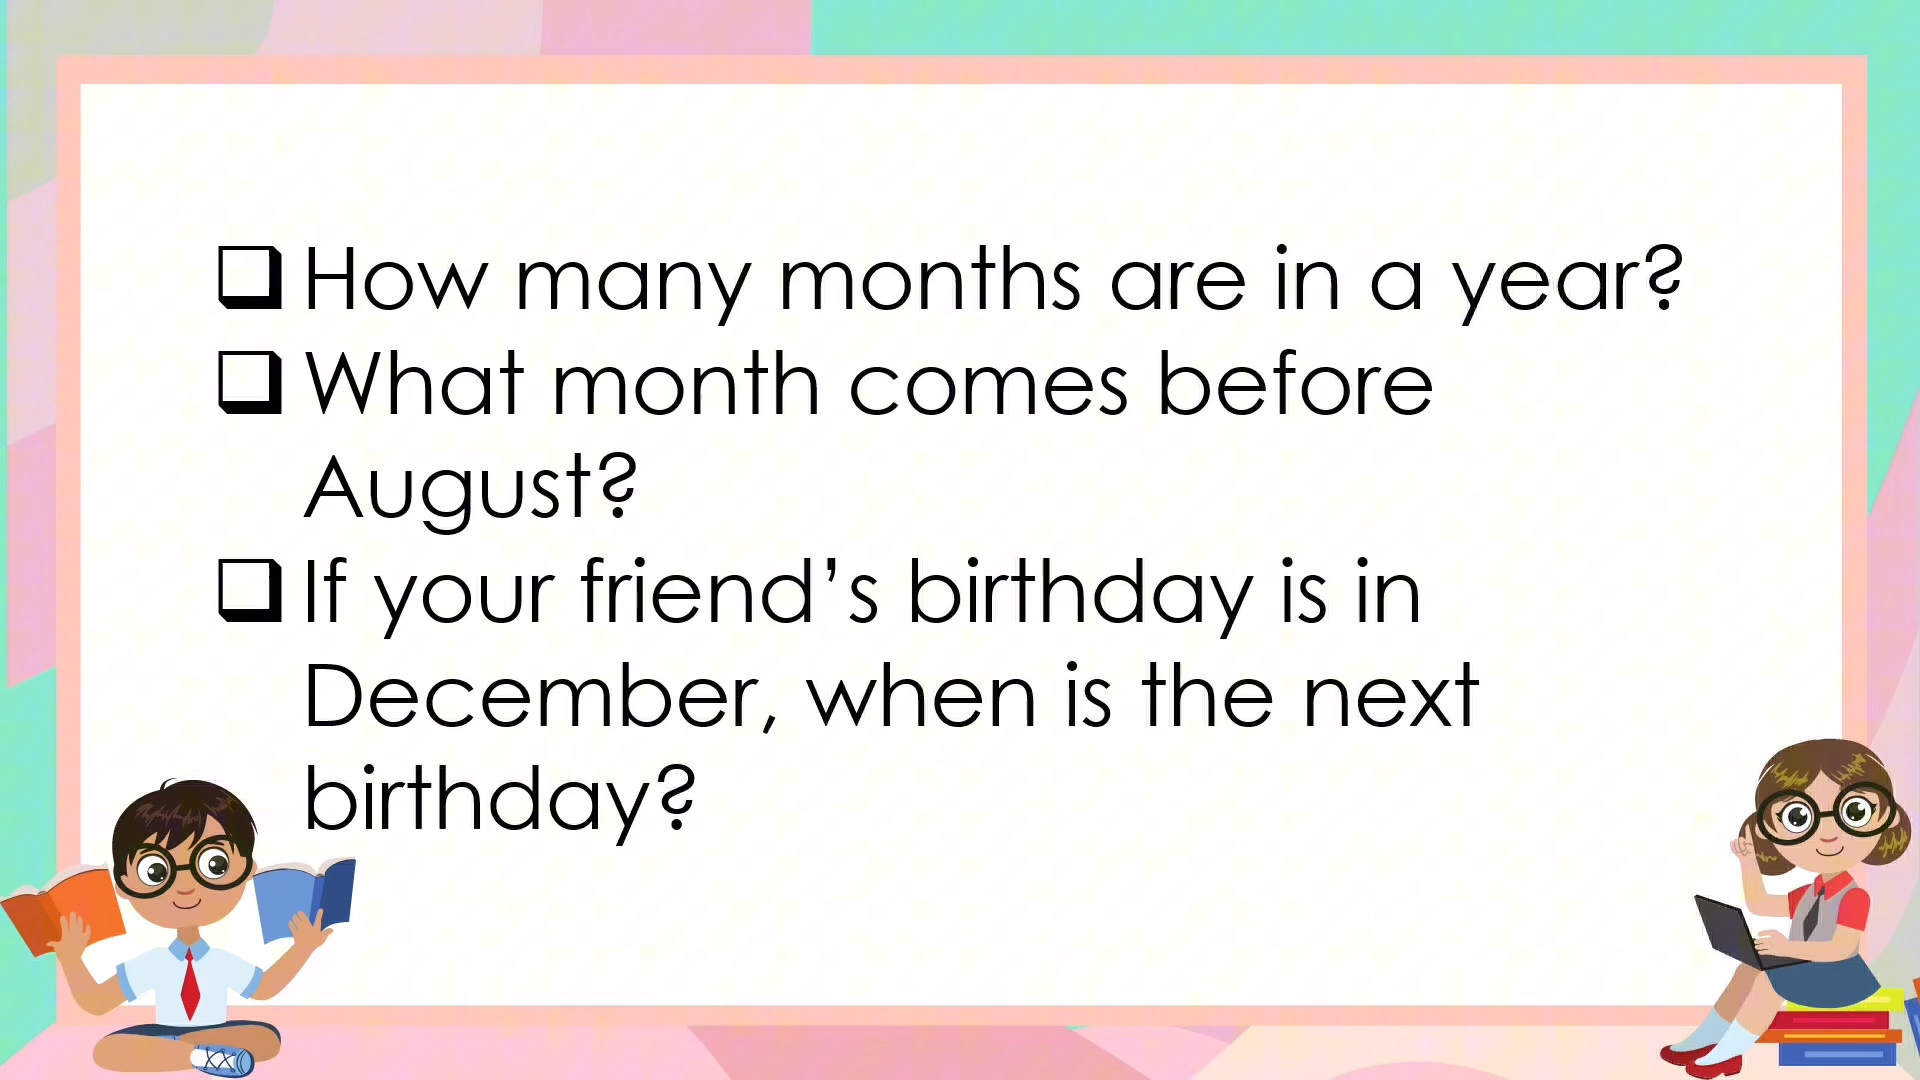 ❑ How many months are in a year?
❑ What month comes before
August?
❑ If your friend’s birthday is in
December, when is the next
birthday?